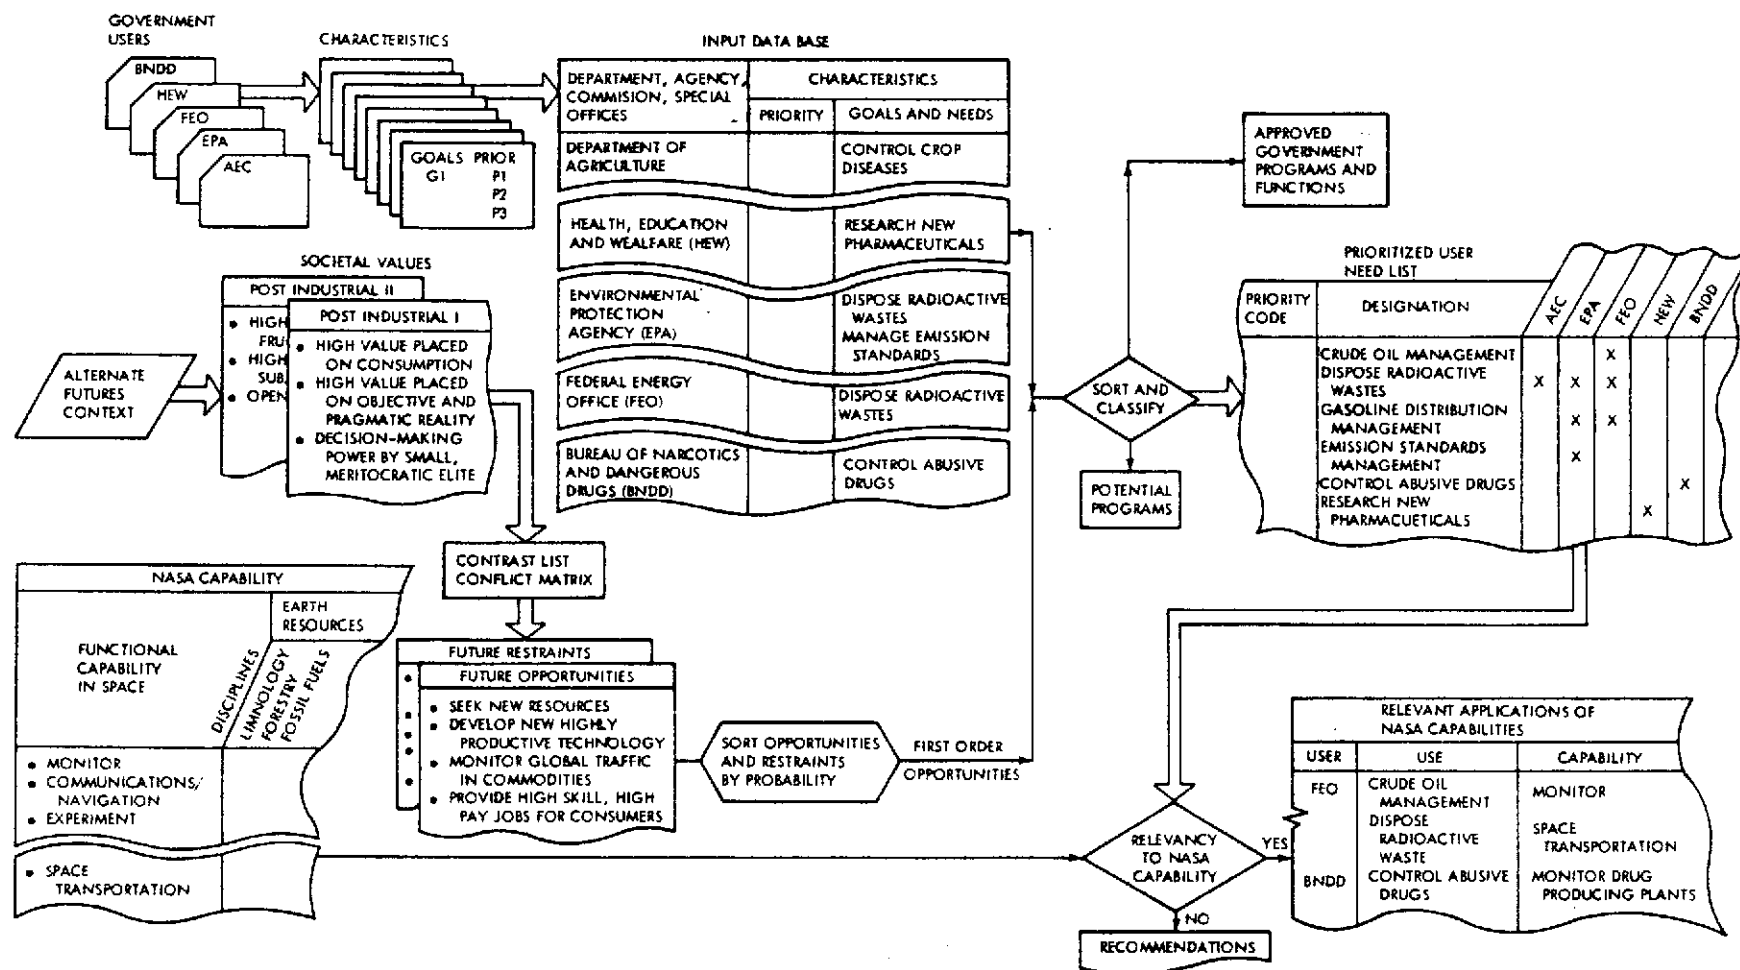 GOVERNMENT
USERS
BNDD
HEW
FEO
EPA
AEC
CHARACTERISTICS
GOALS PRIOR
G1 P1
P2
P3
INPUT DATA BASE
DEPARTMENT, AGENCY,
COMMISION, SPECIAL
OFFICES
CHARACTERISTICS
PRIORITY
GOALS AND NEEDS
DEPARTMENT OF
AGRICULTURE
CONTROL CROP
DISEASES
HEALTH, EDUCATION
AND WEALFARE (HEW)
RESEARCH NEW
PHARMACEUTICALS
ENVIRONMENTAL
PROTECTION
AGENCY (EPA)
DISPOSE RADIOACTIVE
WASTES
MANAGE EMISSION
STANDARDS
FEDERAL ENERGY
OFFICE (FEO)
DISPOSE RADIOACTIVE
WASTES
BUREAU OF NARCOTICS
AND DANGEROUS
DRUGS (BNDD)
CONTROL ABUSIVE
DRUGS
SOCIETAL VALUES
POST INDUSTRIAL II
• HIGH
FRU
• HIGH
SUB
• OPEN
POST INDUSTRIAL I
• HIGH VALUE PLACED
ON CONSUMPTION
• HIGH VALUE PLACED
ON OBJECTIVE AND
PRAGMATIC REALITY
• DECISION-MAKING
POWER BY SMALL,
MERITOCRATIC ELITE
ALTERNATE
FUTURES
CONTEXT
CONTRAST LIST
CONFLICT MATRIX
FUTURE RESTRAINTS
FUTURE OPPORTUNITIES
• SEEK NEW RESOURCES
• DEVELOP NEW HIGHLY
PRODUCTIVE TECHNOLOGY
• MONITOR GLOBAL TRAFFIC
IN COMMODITIES
• PROVIDE HIGH SKILL, HIGH
PAY JOBS FOR CONSUMERS
SORT OPPORTUNITIES
AND RESTRAINTS
BY PROBABILITY
FIRST ORDER
OPPORTUNITIES
NASA CAPABILITY
FUNCTIONAL
CAPABILITY
IN SPACE
EARTH
RESOURCES
DISCIPLINES
LIMNOLOGY
FORESTRY
FOSSIL FUELS
• MONITOR
• COMMUNICATIONS/
NAVIGATION
• EXPERIMENT
• SPACE
TRANSPORTATION
SORT AND
CLASSIFY
APPROVED
GOVERNMENT
PROGRAMS AND
FUNCTIONS
POTENTIAL
PROGRAMS
PRIORITIZED USER
NEED LIST
PRIORITY
CODE
DESIGNATION
AEC
EPA
FEO
NEW
BNDD
CRUDE OIL MANAGEMENT X
DISPOSE RADIOACTIVE
WASTES X X X
GASOLINE DISTRIBUTION
MANAGEMENT X X
EMISSION STANDARDS
MANAGEMENT X
CONTROL ABUSIVE DRUGS X
RESEARCH NEW
PHARMACUETICALS X
RELEVANCY
TO NASA
CAPABILITY
YES
NO
RECOMMENDATIONS
RELEVANT APPLICATIONS OF
NASA CAPABILITIES
USER
USE
CAPABILITY
FEO
CRUDE OIL
MANAGEMENT
MONITOR
DISPOSE
RADIOACTIVE
WASTE
SPACE
TRANSPORTATION
BNDD
CONTROL ABUSIVE
DRUGS
MONITOR DRUG
PRODUCING PLANTS